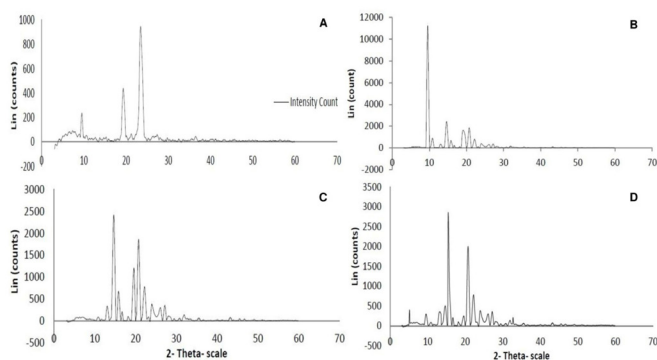 A
Lin (counts)
1000
800
600
400
200
0
-200
0 10 20 30 40 50 60 70
Intensity Count
B
Lin (count)
12000
10000
8000
6000
4000
2000
0
-2000
0 10 20 30 40 50 60 70
C
Lin (counts)
3000
2500
2000
1500
1000
500
0
-500
0 10 20 30 40 50 60 70
2- Theta- scale
D
Lin (counts)
3500
3000
2500
2000
1500
1000
500
0
-500
0 10 20 30 40 50 60 70
2- Theta- scale